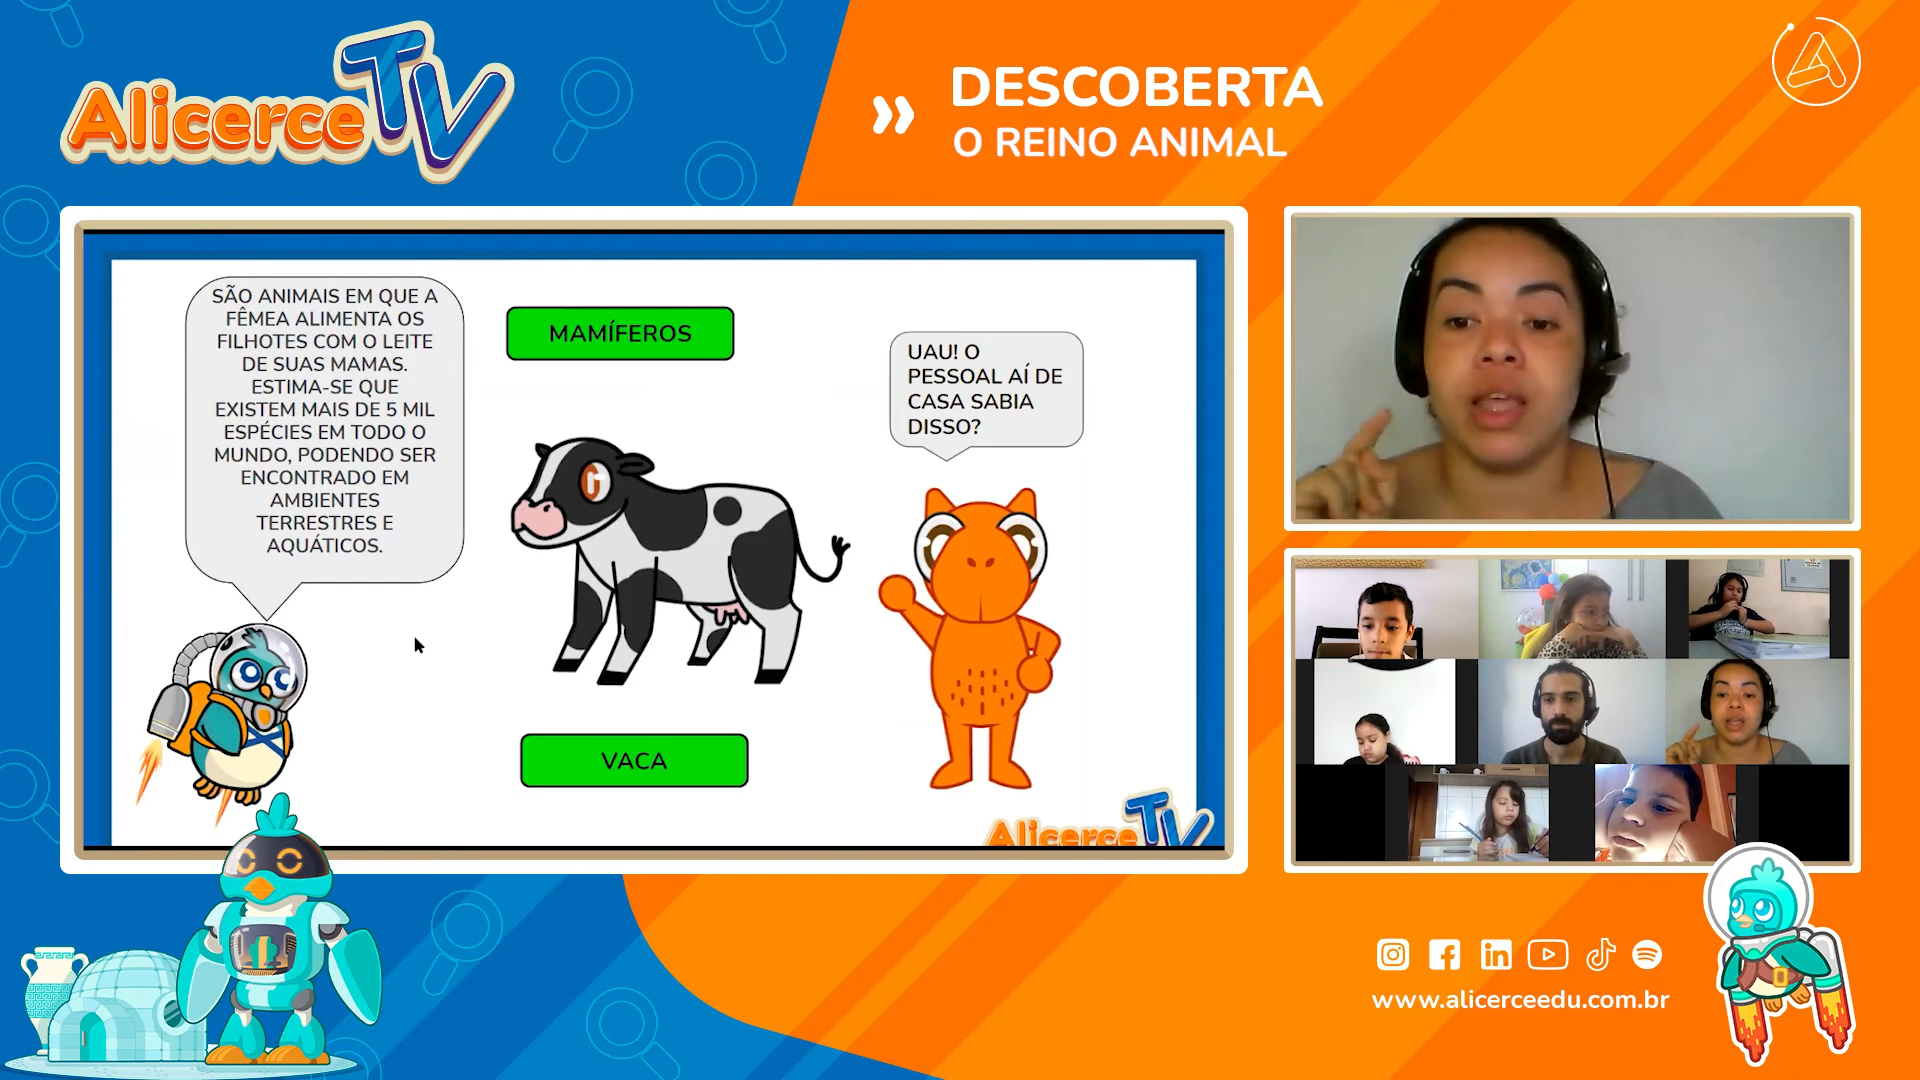 Alicerce TV
DESCOBERTA
O REINO ANIMAL
SÃO ANIMAIS EM QUE A
FÊMEA ALIMENTA OS
FILHOTES COM O LEITE
DE SUAS MAMAS.
ESTIMA-SE QUE
EXISTEM MAIS DE 5 MIL
ESPÉCIES EM TODO O
MUNDO, PODENDO SER
ENCONTRADO EM
AMBIENTES
TERRESTRES E
AQUÁTICOS.
MAMÍFEROS
UAU! O
PESSOAL AÍ DE
CASA SABIA
DISSO?
VACA
Alicerce TV
www.alicerceedu.com.br